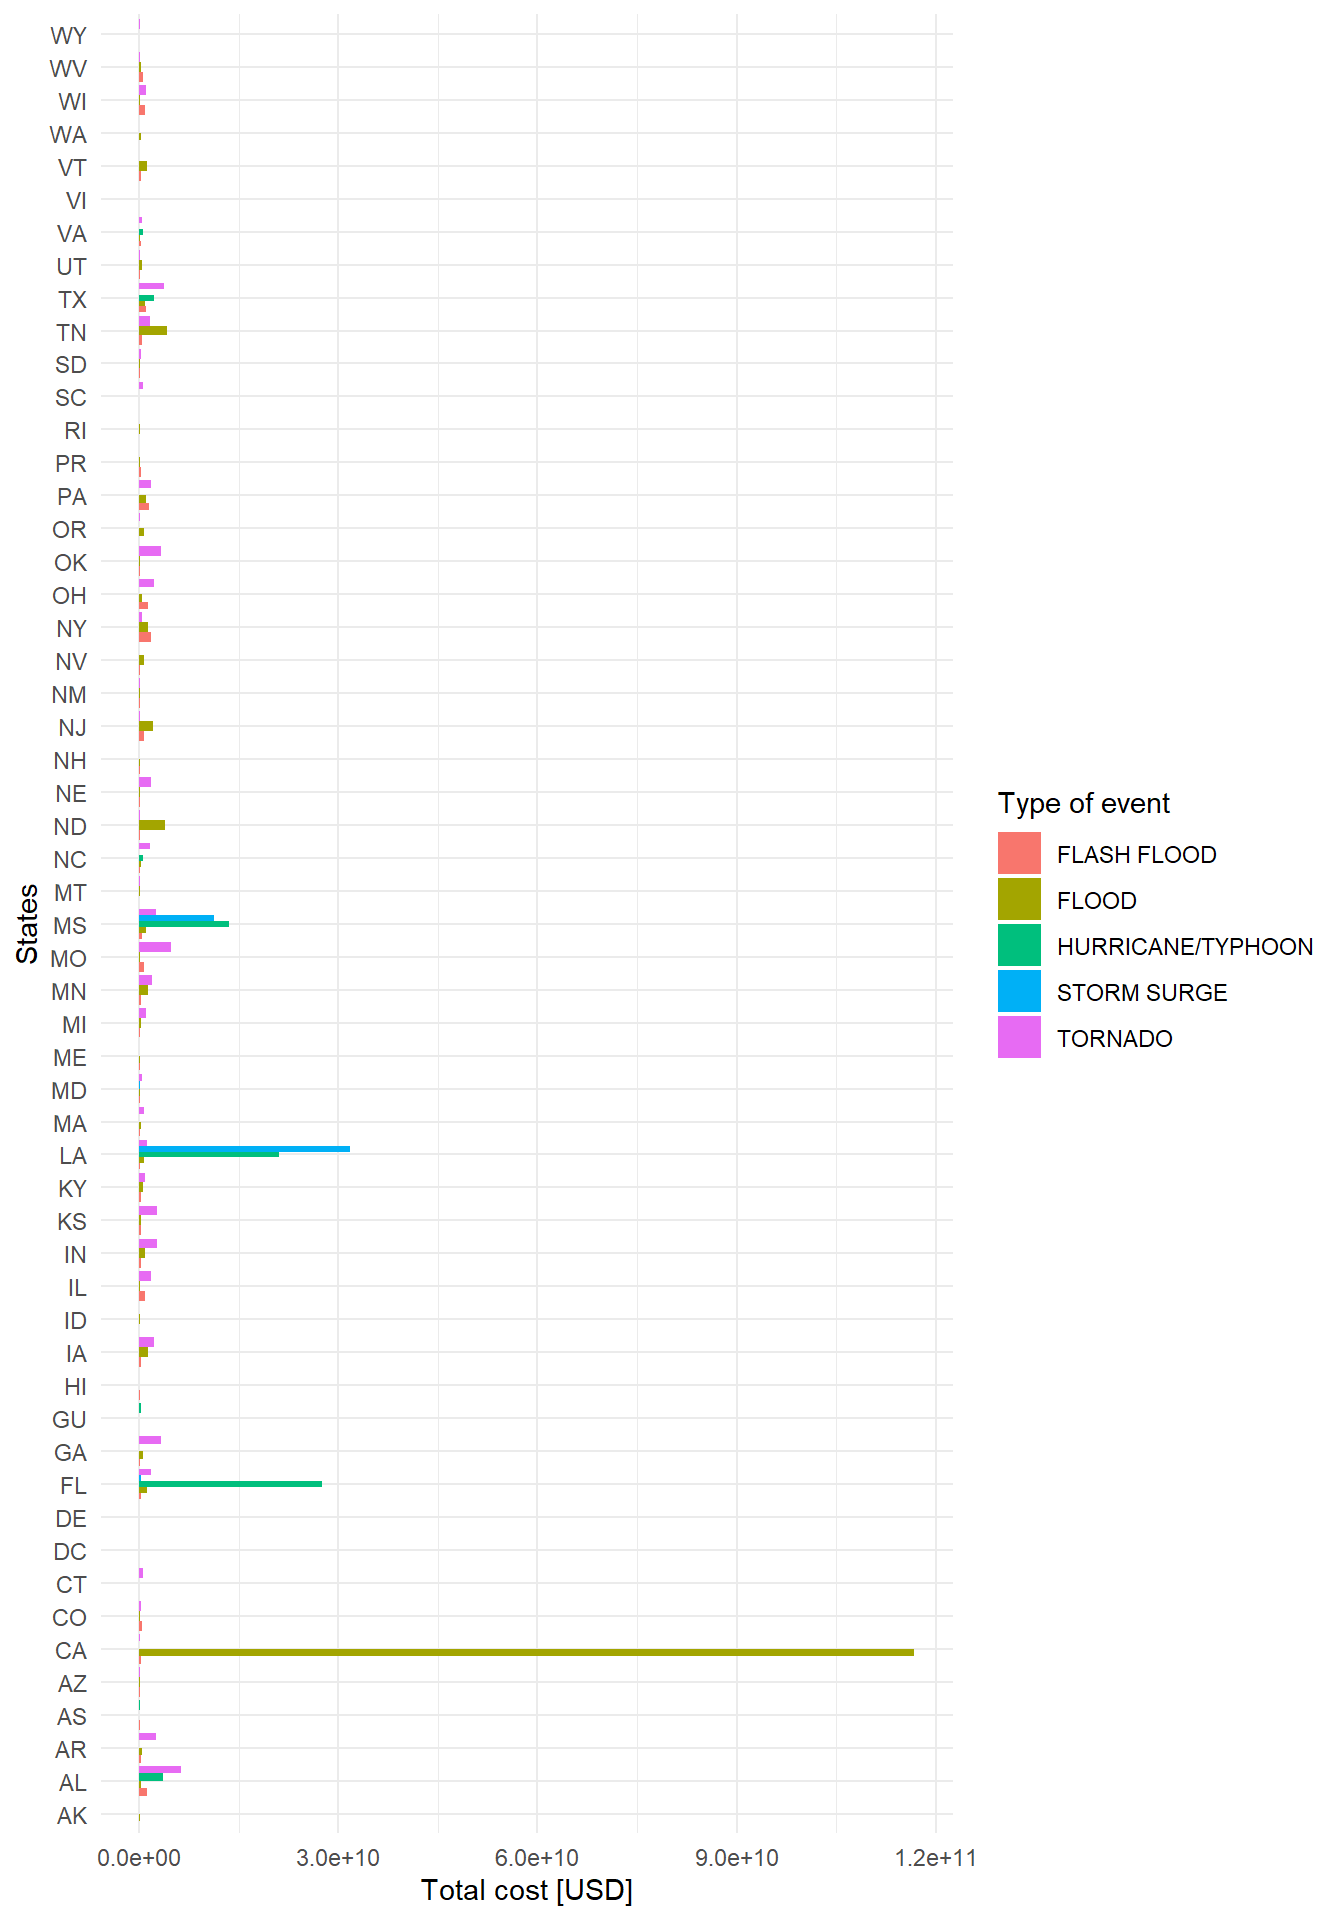 WY
WV
WI
WA
VT
VI
VA
UT
TX
TN
SD
SC
RI
PR
PA
OR
OK
OH
NY
NV
NM
NJ
NH
NE
ND
NC
MT
MS
MO
MN
MI
ME
MD
MA
LA
KY
KS
IN
IL
ID
IA
HI
GU
GA
FL
DE
DC
CT
CO
CA
AZ
AS
AR
AL
AK
States
0.0e+00 3.0e+10 6.0e+10 9.0e+10 1.2e+11
Total cost [USD]
Type of event
FLASH FLOOD
FLOOD
HURRICANE/TYPHOON
STORM SURGE
TORNADO